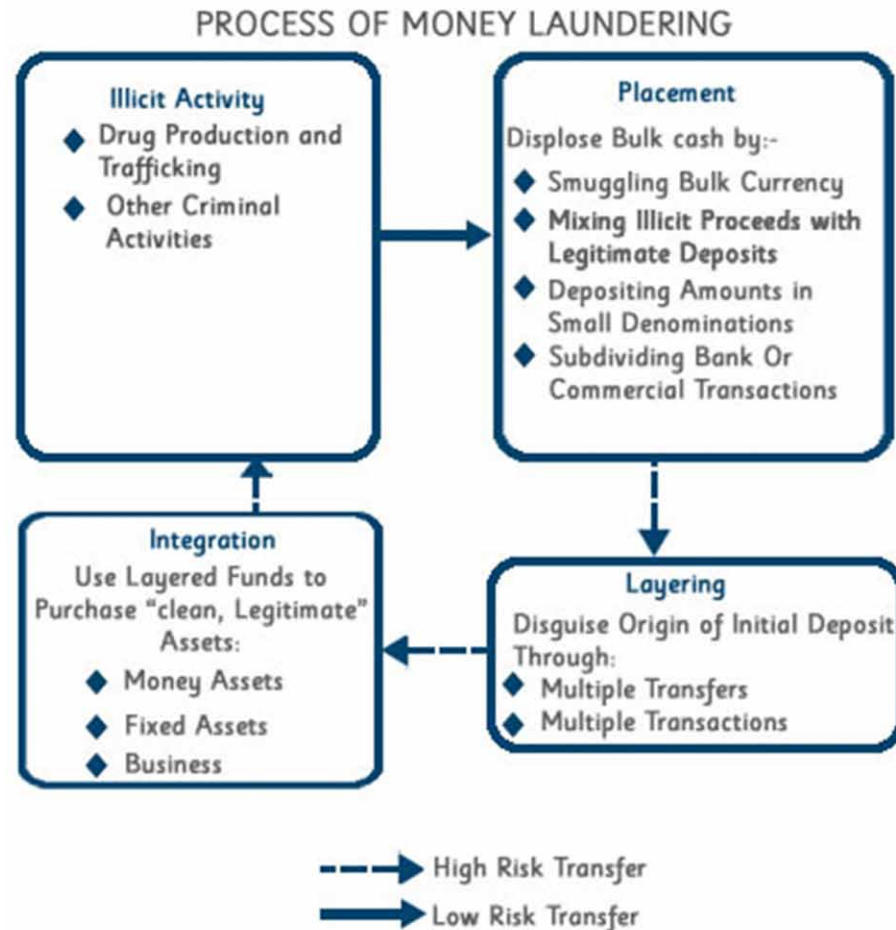 PROCESS OF MONEY LAUNDERING
Illicit Activity
Drug Production and
Trafficking
Other Criminal
Activities
Placement
Displose Bulk cash by:-
Smuggling Bulk Currency
Mixing Illicit Proceeds with
Legitimate Deposits
Depositing Amounts in
Small Denominations
Subdividing Bank Or
Commercial Transactions
Integration
Use Layered Funds to
Purchase “clean, Legitimate”
Assets:
Money Assets
Fixed Assets
Business
Layering
Disguise Origin of Initial Deposit
Through:
Multiple Transfers
Multiple Transactions
High Risk Transfer
Low Risk Transfer